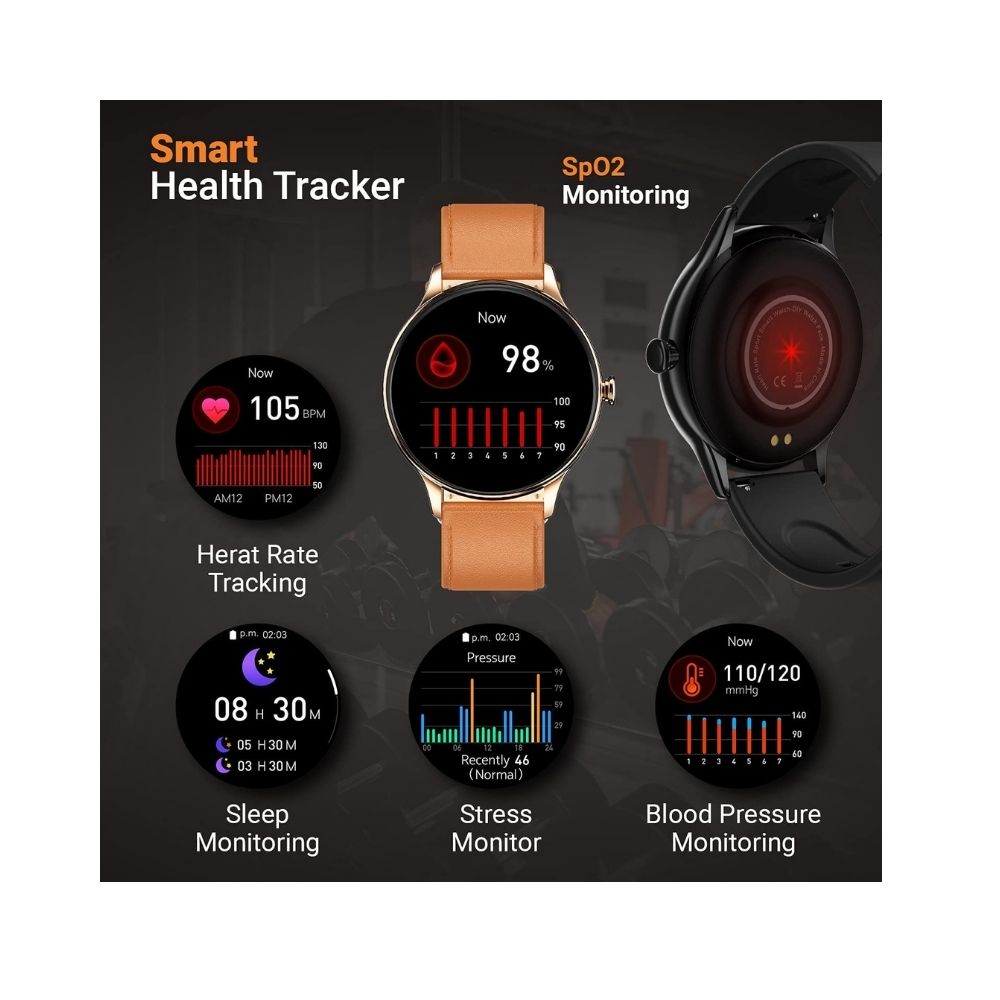 Smart
Health Tracker
SpO2
Monitoring
Now
98%
100
95
90
1 2 3 4 5 6 7
Now
105 BPM
130
90
50
AM12 PM12
Herat Rate
Tracking
p.m. 02:03
08 H 30 M
05 H 30 M
03 H 30 M
Sleep
Monitoring
p.m. 02:03
Pressure
99
79
59
29
00 06 12 18 24
Recently 46
(Normal)
Stress
Monitor
Now
110/120
mmHg
140
90
60
1 2 3 4 5 6 7
Blood Pressure
Monitoring
CE